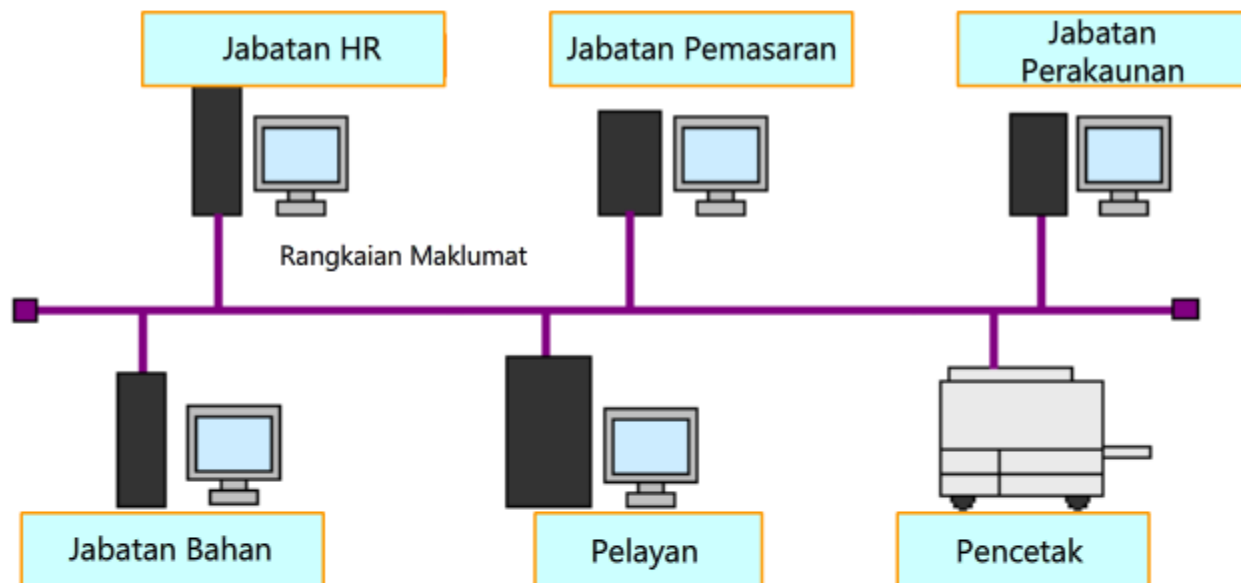 Jabatan HR
Jabatan Pemasaran
Jabatan
Perakaunan
Rangkaian Maklumat
Jabatan Bahan
Pelayan
Pencetak